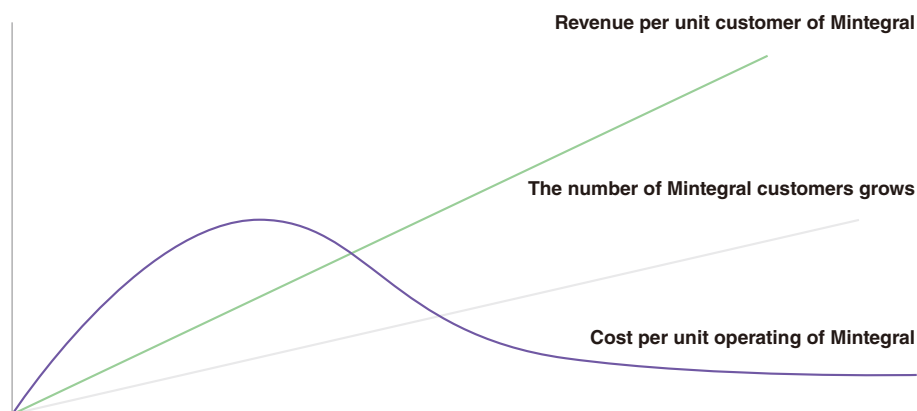 Revenue per unit customer of Mintegral
The number of Mintegral customers grows
Cost per unit operating of Mintegral